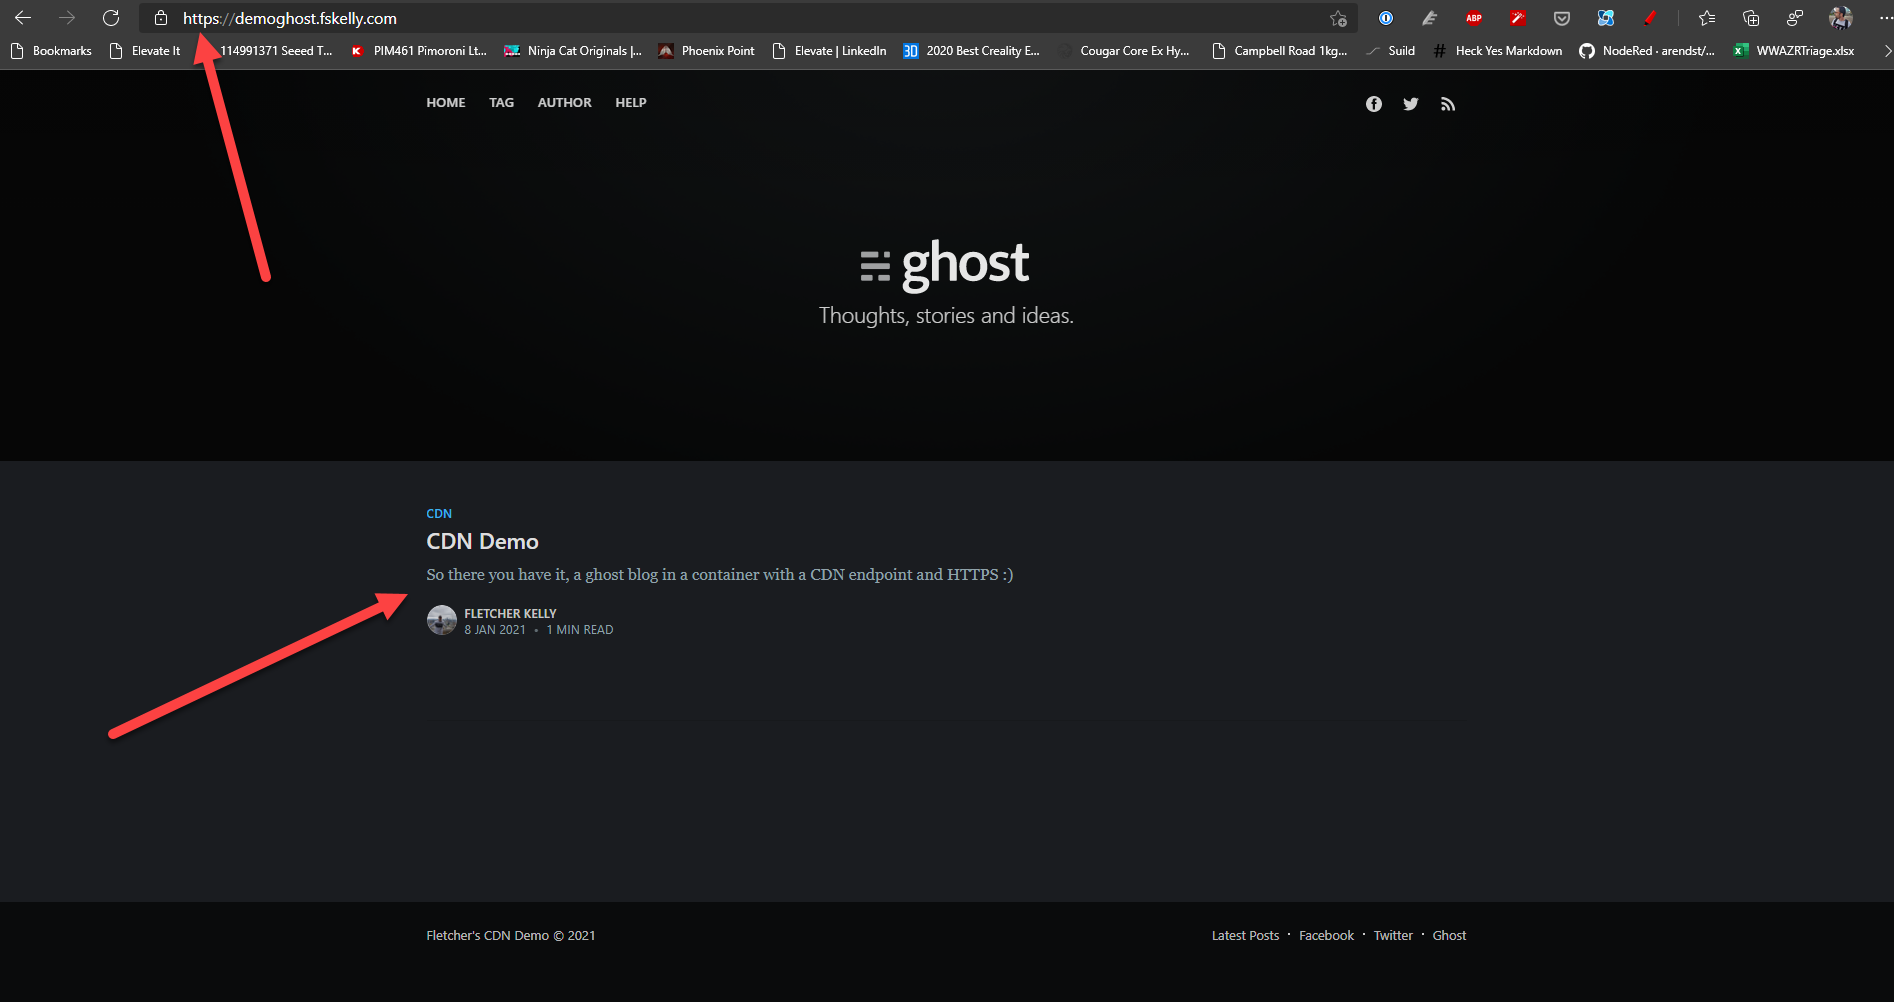 https://demoghost.fskelly.com
ABP
Bookmarks Elevate It 114991371 Seeed T... K PIM461 Pimoroni Lt... Ninja Cat Originals |... Phoenix Point Elevate | LinkedIn 3D 2020 Best Creality E... Cougar Core Ex Hy... Campbell Road 1kg... Suild # Heck Yes Markdown NodeRed · arendst/... WWAZRTriage.xlsx
HOME TAG AUTHOR HELP
ghost
Thoughts, stories and ideas.
CDN
CDN Demo
So there you have it, a ghost blog in a container with a CDN endpoint and HTTPS :)
FLETCHER KELLY
8 JAN 2021 • 1 MIN READ
Fletcher's CDN Demo © 2021
Latest Posts · Facebook · Twitter · Ghost